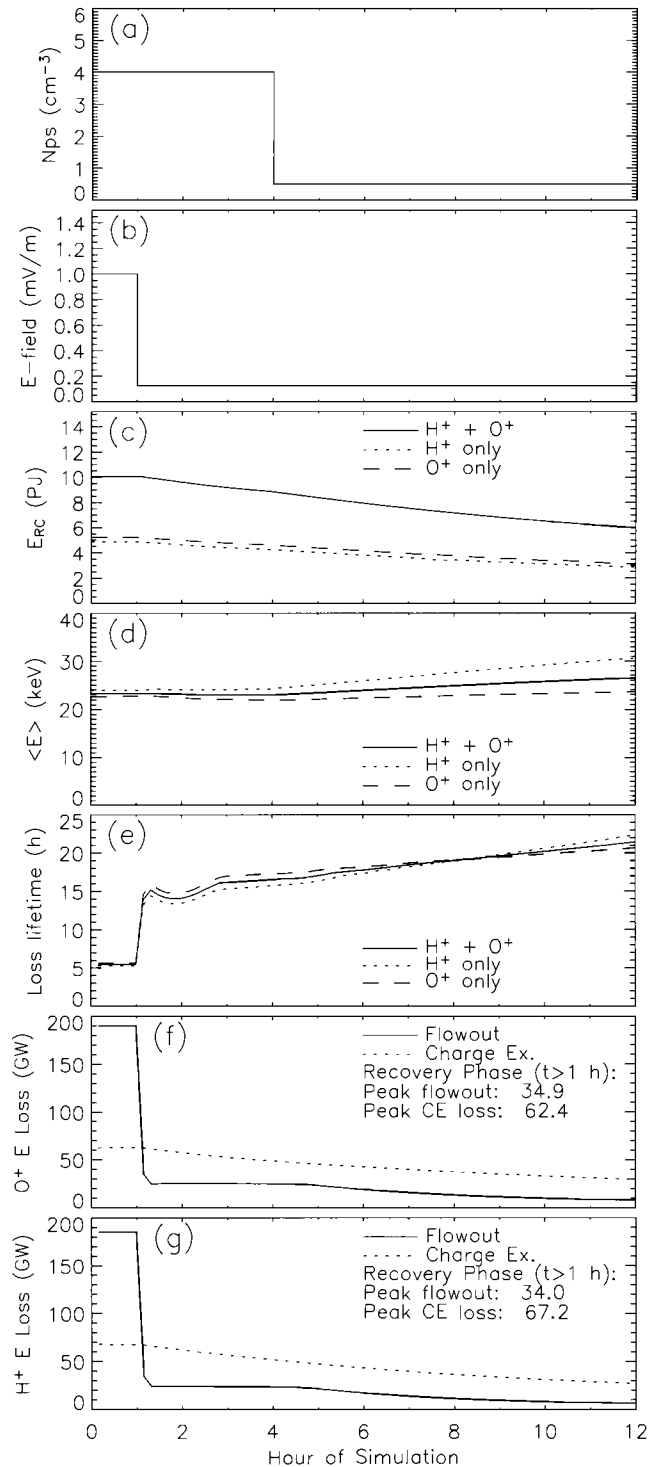 (a)
Nps (cm⁻³)
6
5
4
3
2
1
0
(b)
E-field (mV/m)
1.4
1.2
1.0
0.8
0.6
0.4
0.2
0.0
(c)
E_RC (PJ)
14
12
10
8
6
4
2
0
H⁺ + O⁺
H⁺ only
O⁺ only
(d)
<E> (keV)
40
30
20
10
0
H⁺ + O⁺
H⁺ only
O⁺ only
(e)
Loss lifetime (h)
25
20
15
10
5
0
H⁺ + O⁺
H⁺ only
O⁺ only
(f)
O⁺ E Loss (GW)
200
150
100
50
0
Flowout
Charge Ex.
Recovery Phase (t>1 h):
Peak flowout: 34.9
Peak CE loss: 62.4
(g)
H⁺ E Loss (GW)
200
150
100
50
0
Flowout
Charge Ex.
Recovery Phase (t>1 h):
Peak flowout: 34.0
Peak CE loss: 67.2
0 2 4 6 8 10 12
Hour of Simulation